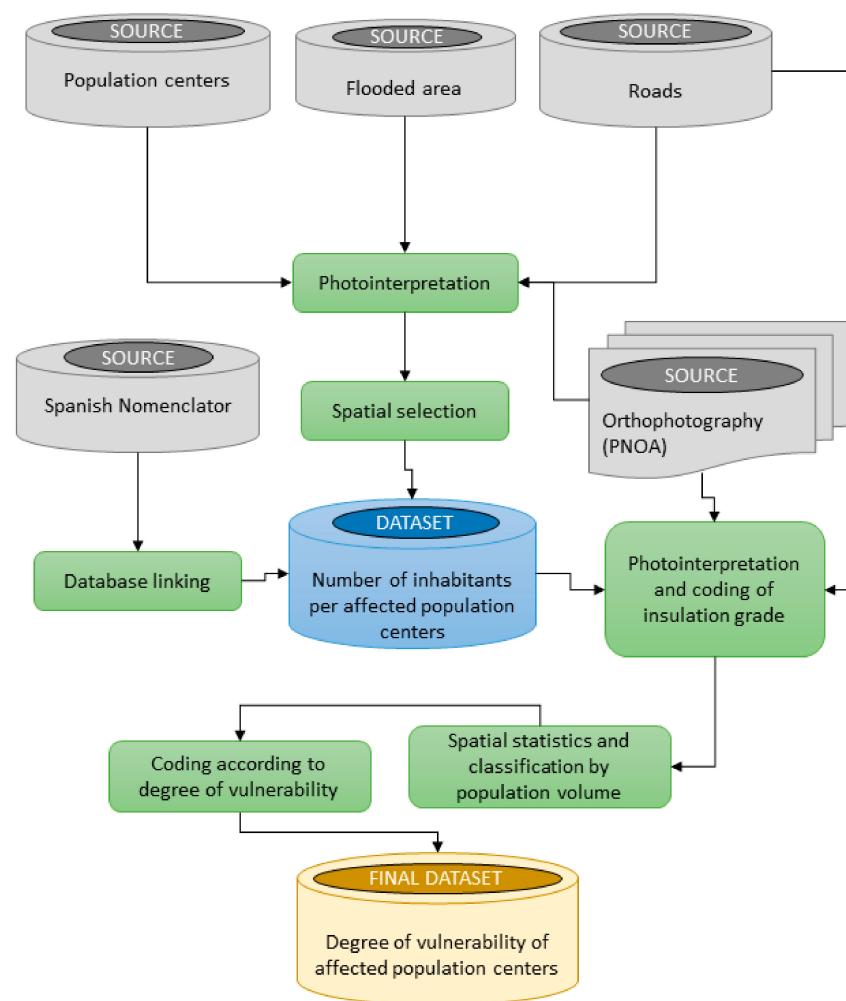 SOURCE
Population centers
SOURCE
Flooded area
SOURCE
Roads
Photointerpretation
SOURCE
Spanish Nomenclator
Spatial selection
SOURCE
Orthophotography
(PNOA)
Database linking
DATASET
Number of inhabitants
per affected population
centers
Photointerpretation
and coding of
insulation grade
Coding according to
degree of vulnerability
Spatial statistics and
classification by
population volume
FINAL DATASET
Degree of vulnerability of
affected population centers